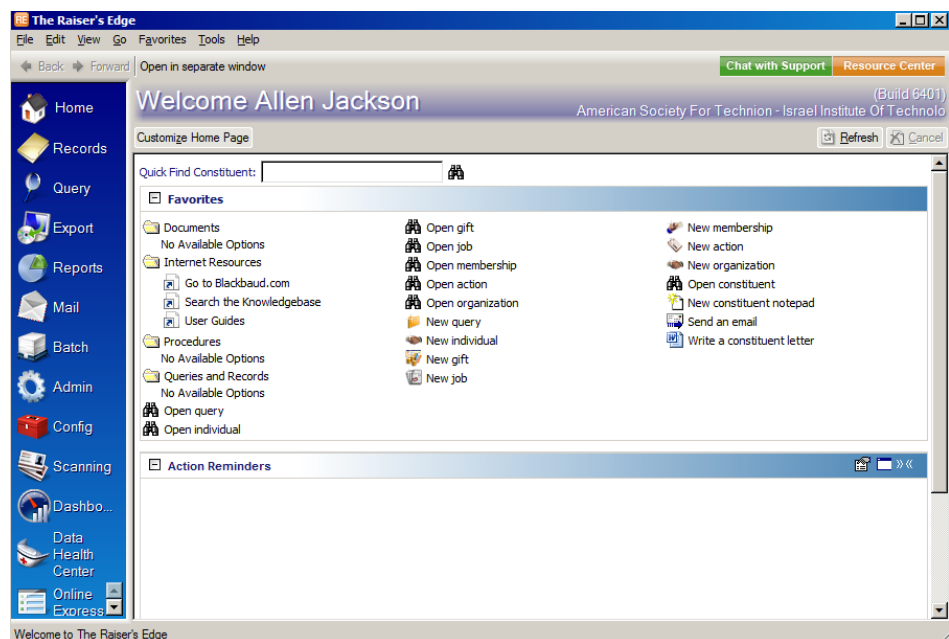 RE The Raiser's Edge
File Edit View Go Favorites Tools Help
Back Forward Open in separate window Chat with Support Resource Center
Home
Records
Query
Export
Reports
Mail
Batch
Admin
Config
Scanning
Dashbo...
Data
Health
Center
Online
Express
Welcome Allen Jackson
(Build 6401)
American Society For Technion - Israel Institute Of Technolo
Customize Home Page Refresh Cancel
Quick Find Constituent:
Favorites
Documents
No Available Options
Internet Resources
Go to Blackbaud.com
Search the Knowledgebase
User Guides
Procedures
No Available Options
Queries and Records
No Available Options
Open query
Open individual
Open gift
Open job
Open membership
Open action
Open organization
New query
New individual
New gift
New job
New membership
New action
New organization
Open constituent
New constituent notepad
Send an email
Write a constituent letter
Action Reminders
Welcome to The Raiser's Edge